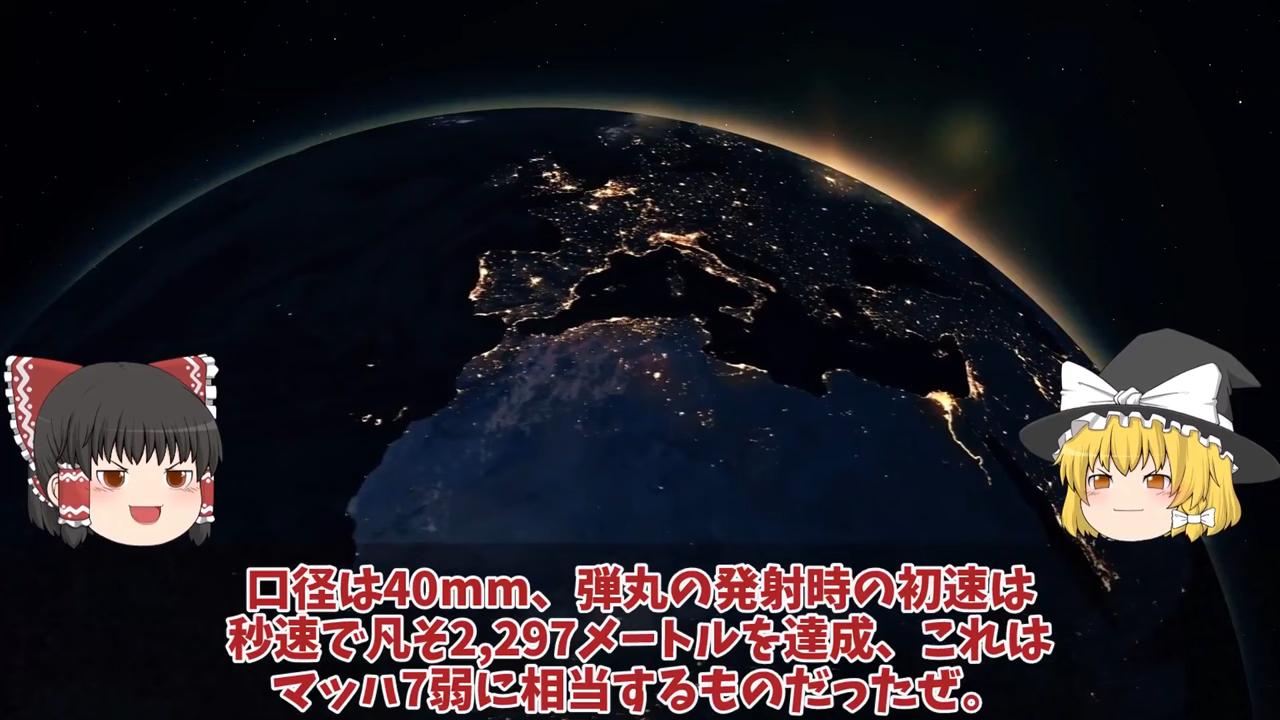 口径は40mm、弾丸の発射時の初速は
秒速で凡そ2,297メートルを達成、これは
マッハ7弱に相当するものだったぜ。